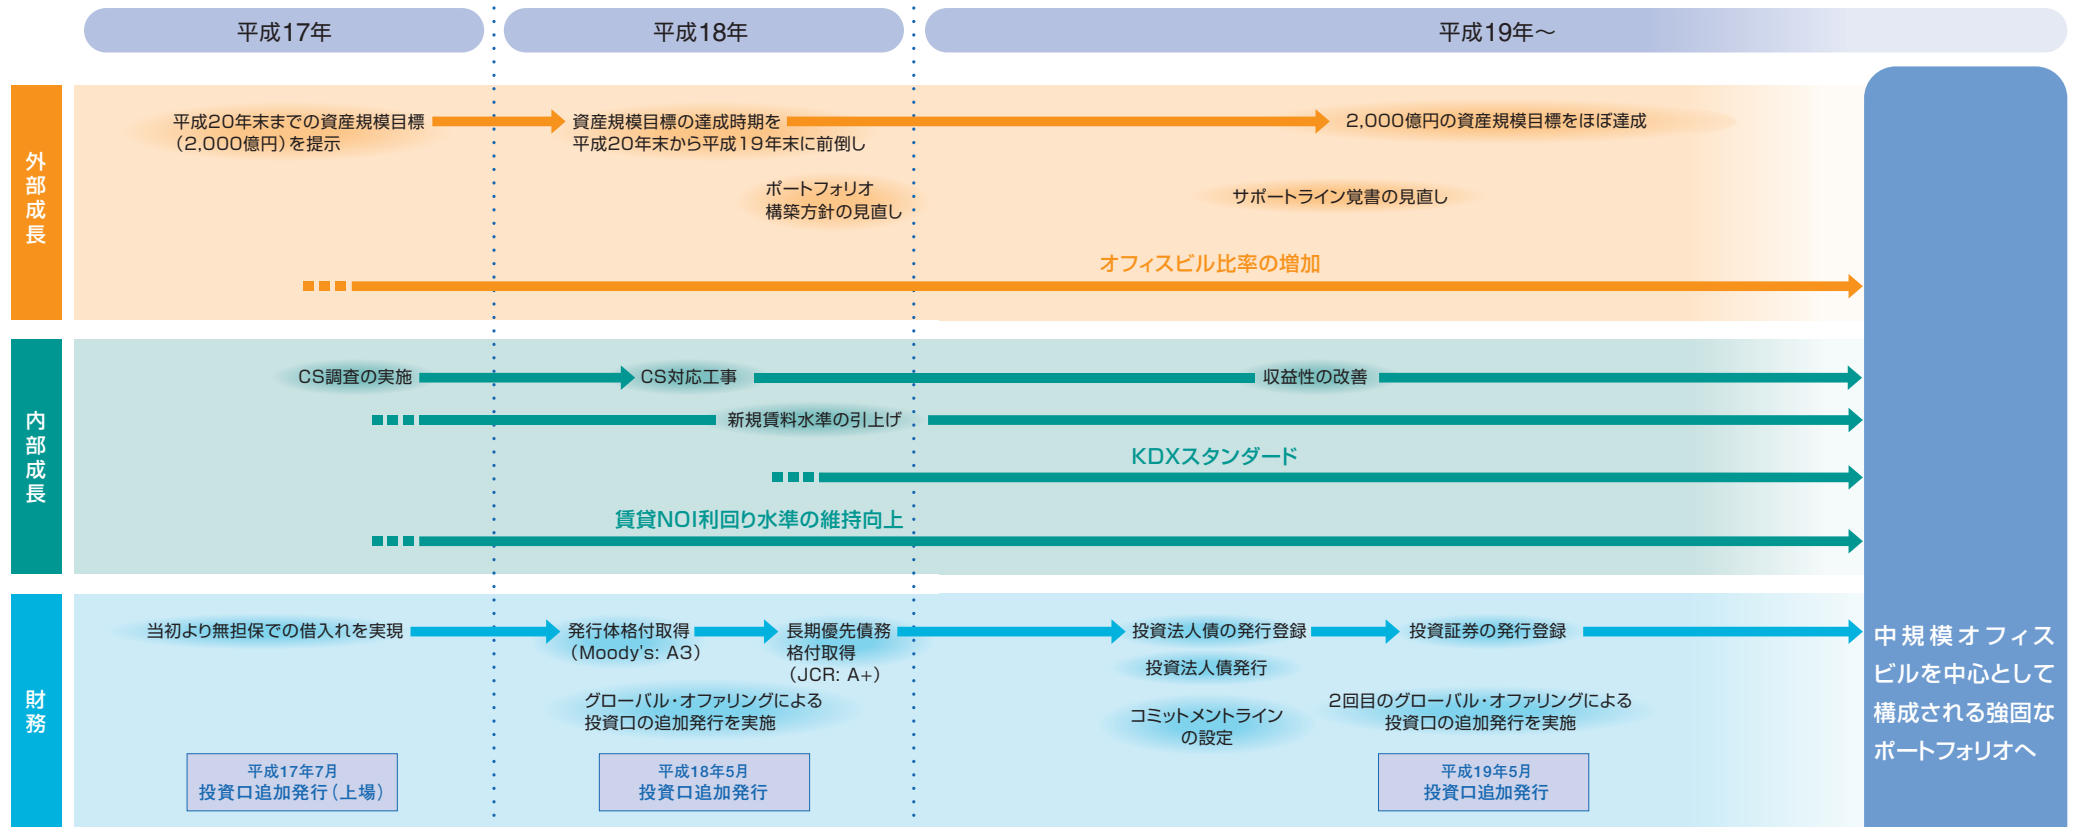 平成17年
平成18年
平成19年～
外部成長
平成20年末までの資産規模目標
（2,000億円）を提示
資産規模目標の達成時期を
平成20年末から平成19年末に前倒し
2,000億円の資産規模目標をほぼ達成
ポートフォリオ
構築方針の見直し
サポートライン覚書の見直し
オフィスビル比率の増加
内部成長
CS調査の実施
CS対応工事
収益性の改善
新規賃料水準の引上げ
KDXスタンダード
賃貸NOI利回り水準の維持向上
財務
当初より無担保での借入れを実現
発行体格付取得
（Moody's: A3）
長期優先債務
格付取得
（JCR: A+）
投資法人債の発行登録
投資証券の発行登録
投資法人債発行
グローバル・オファリングによる
投資口の追加発行を実施
コミットメントライン
の設定
2回目のグローバル・オファリングによる
投資口の追加発行を実施
平成17年7月
投資口追加発行（上場）
平成18年5月
投資口追加発行
平成19年5月
投資口追加発行
中規模オフィス
ビルを中心として
構成される強固な
ポートフォリオへ